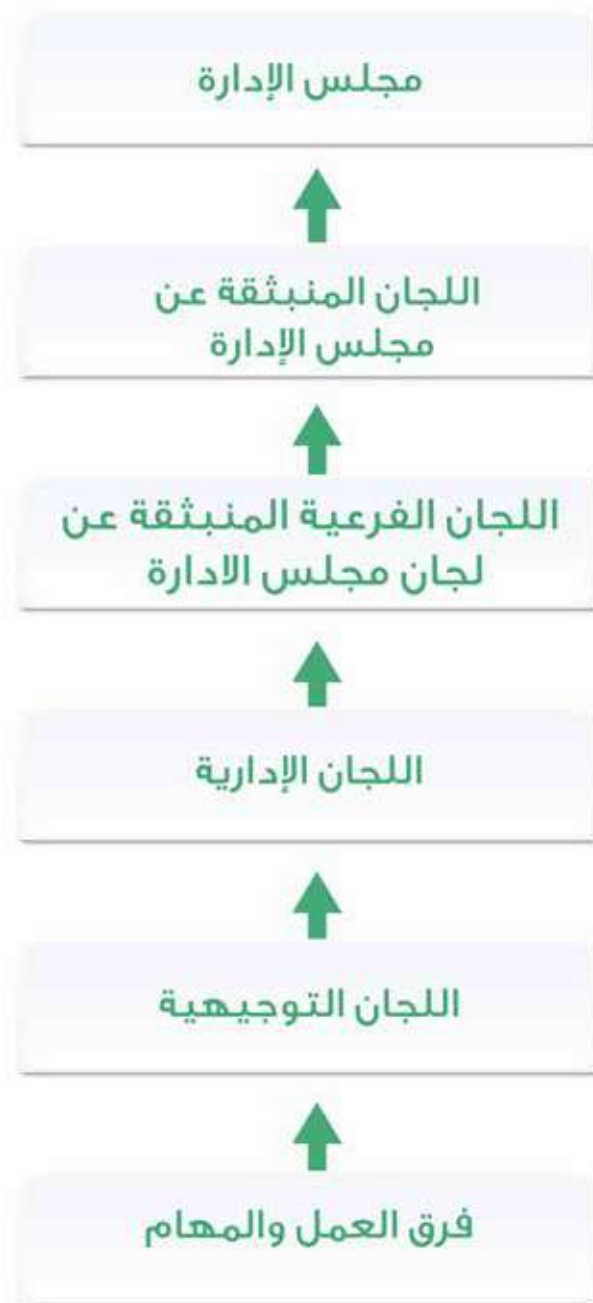 مجلس الإدارة
اللجان المنبثقة عن
مجلس الإدارة
اللجان الفرعية المنبثقة عن
لجان مجلس الادارة
اللجان الإدارية
اللجان التوجيهية
فرق العمل والمهام